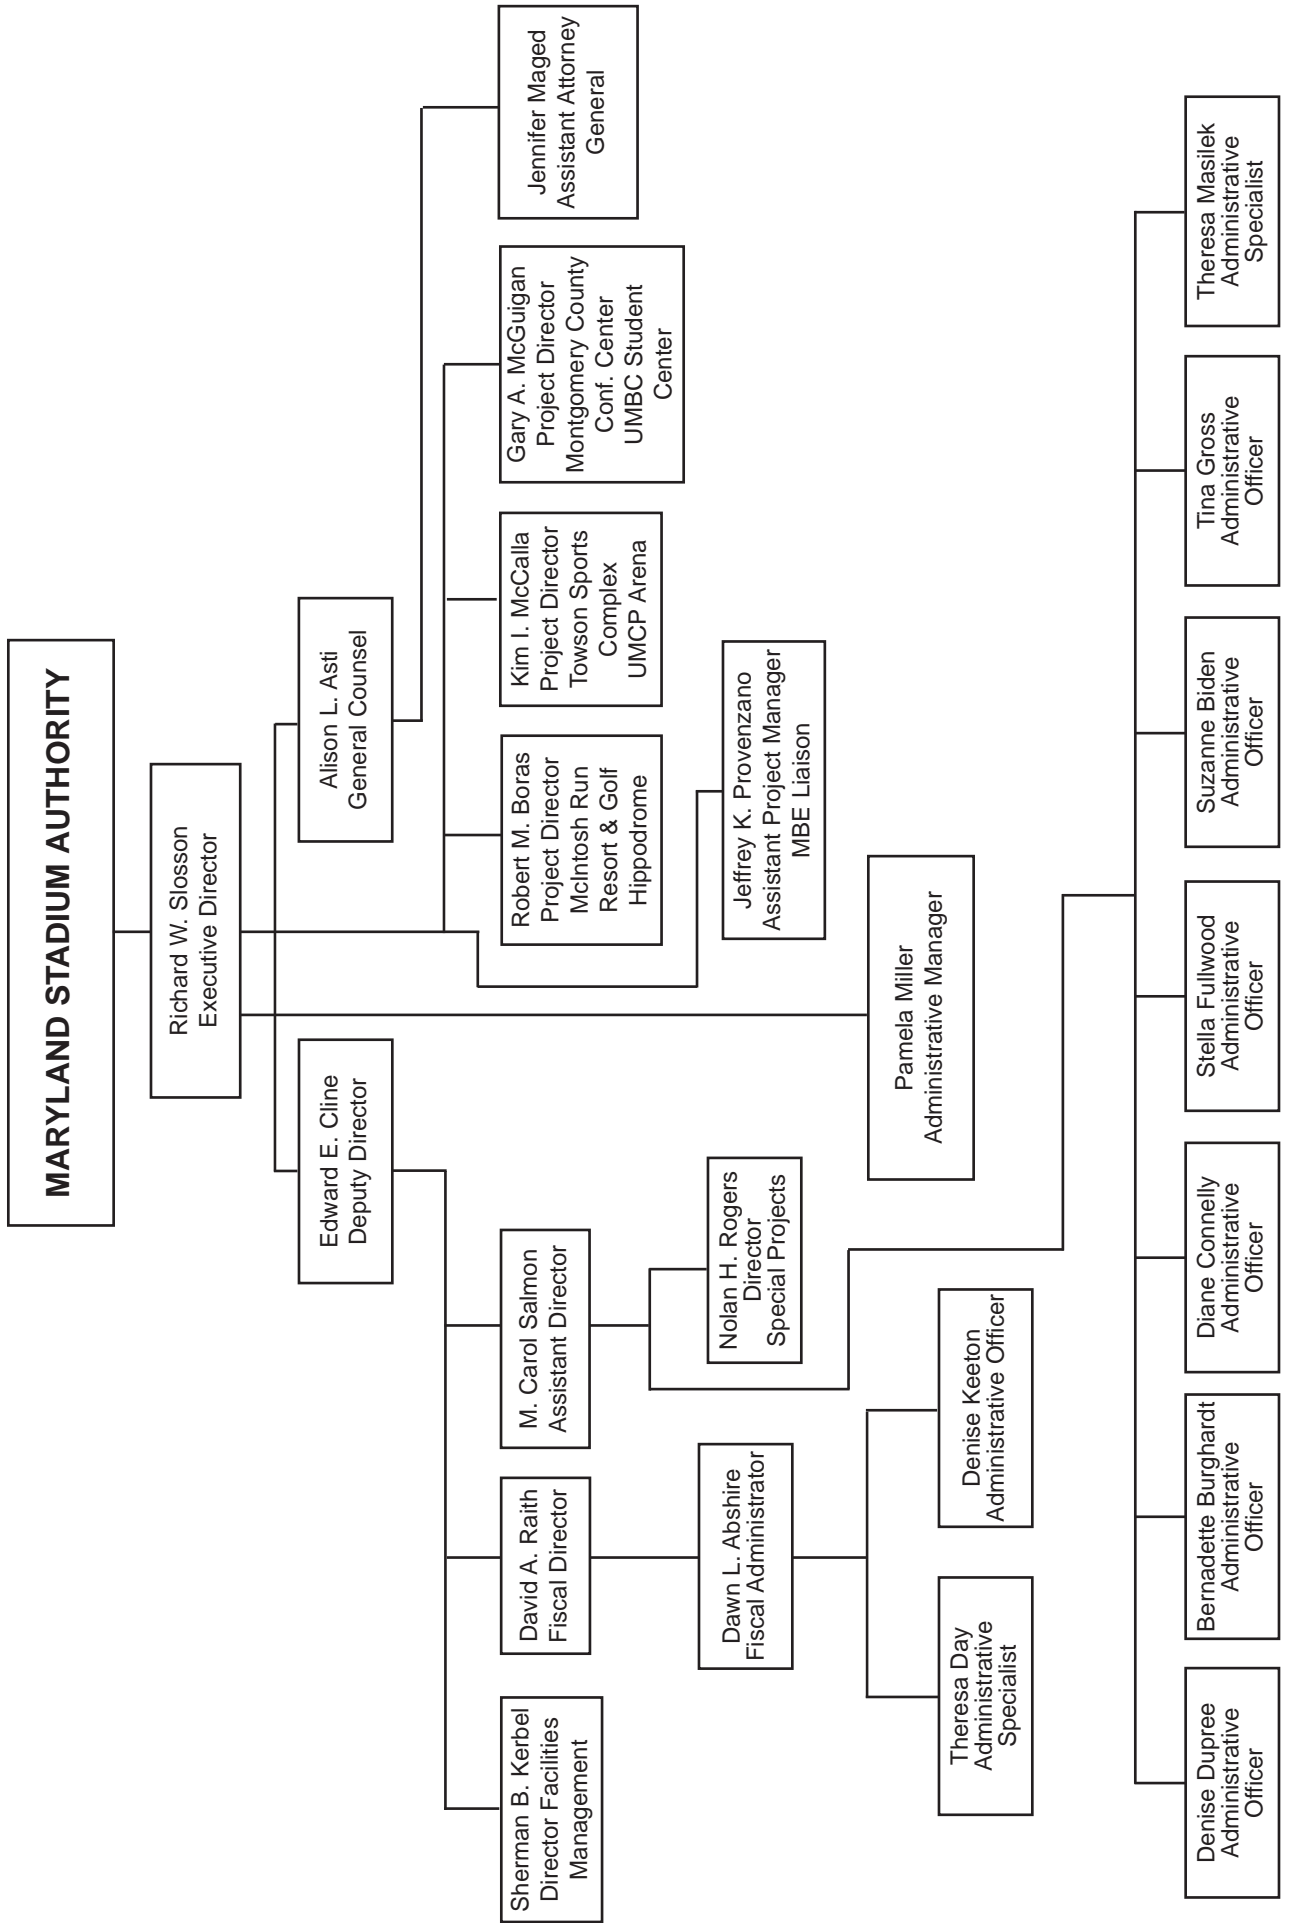 MARYLAND STADIUM AUTHORITY
Richard W. Slosson
Executive Director
Edward E. Cline
Deputy Director
Alison L. Asti
General Counsel
Sherman B. Kerbel
Director Facilities
Management
David A. Raith
Fiscal Director
M. Carol Salmon
Assistant Director
Robert M. Boras
Project Director
McIntosh Run
Resort & Golf
Hippodrome
Kim I. McCalla
Project Director
Towson Sports
Complex
UMCP Arena
Gary A. McGuigan
Project Director
Montgomery County
Conf. Center
UMBC Student
Center
Jennifer Maged
Assistant Attorney
General
Dawn L. Abshire
Fiscal Administrator
Nolan H. Rogers
Director
Special Projects
Jeffrey K. Provenzano
Assistant Project Manager
MBE Liaison
Pamela Miller
Administrative Manager
Theresa Day
Administrative
Specialist
Denise Keeton
Administrative Officer
Denise Dupree
Administrative
Officer
Bernadette Burghardt
Administrative
Officer
Diane Connelly
Administrative
Officer
Stella Fullwood
Administrative
Officer
Suzanne Biden
Administrative
Officer
Tina Gross
Administrative
Officer
Theresa Masilek
Administrative
Specialist